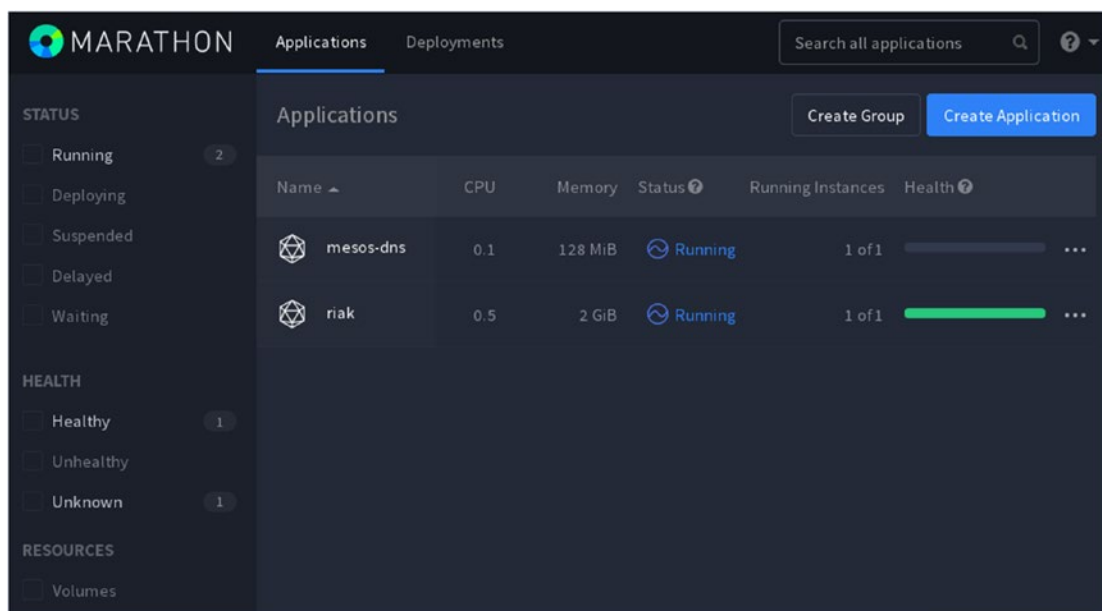 MARATHON Applications Deployments Search all applications
STATUS
Running 2
Deploying
Suspended
Delayed
Waiting
HEALTH
Healthy 1
Unhealthy
Unknown 1
RESOURCES
Volumes
Applications Create Group Create Application
Name CPU Memory Status Running Instances Health
mesos-dns 0.1 128 MiB Running 1 of 1
riak 0.5 2 GiB Running 1 of 1